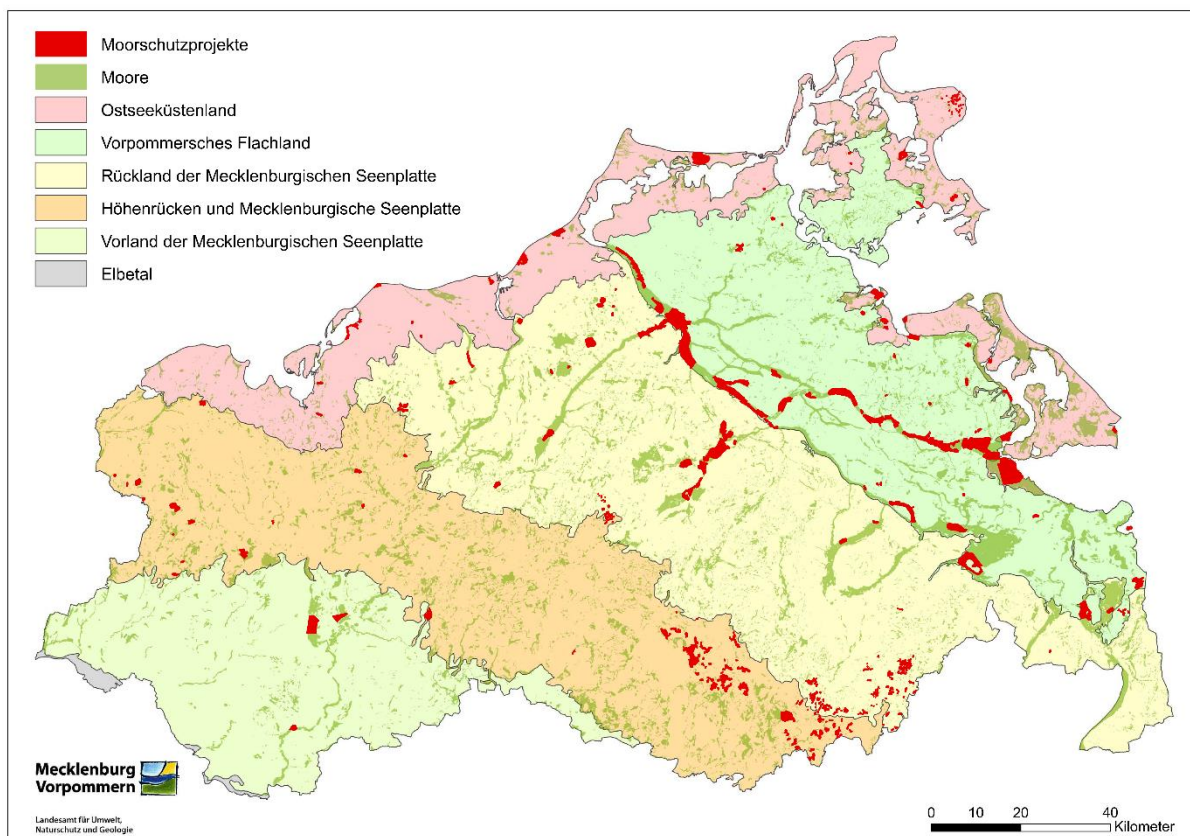 Moorschutzprojekte
Moore
Ostseeküstenland
Vorpommersches Flachland
Rückland der Mecklenburgischen Seenplatte
Höhenrücken und Mecklenburgische Seenplatte
Vorland der Mecklenburgischen Seenplatte
Elbetal
Mecklenburg
Vorpommern
Landesamt für Umwelt,
Naturschutz und Geologie
0 10 20 40
Kilometer